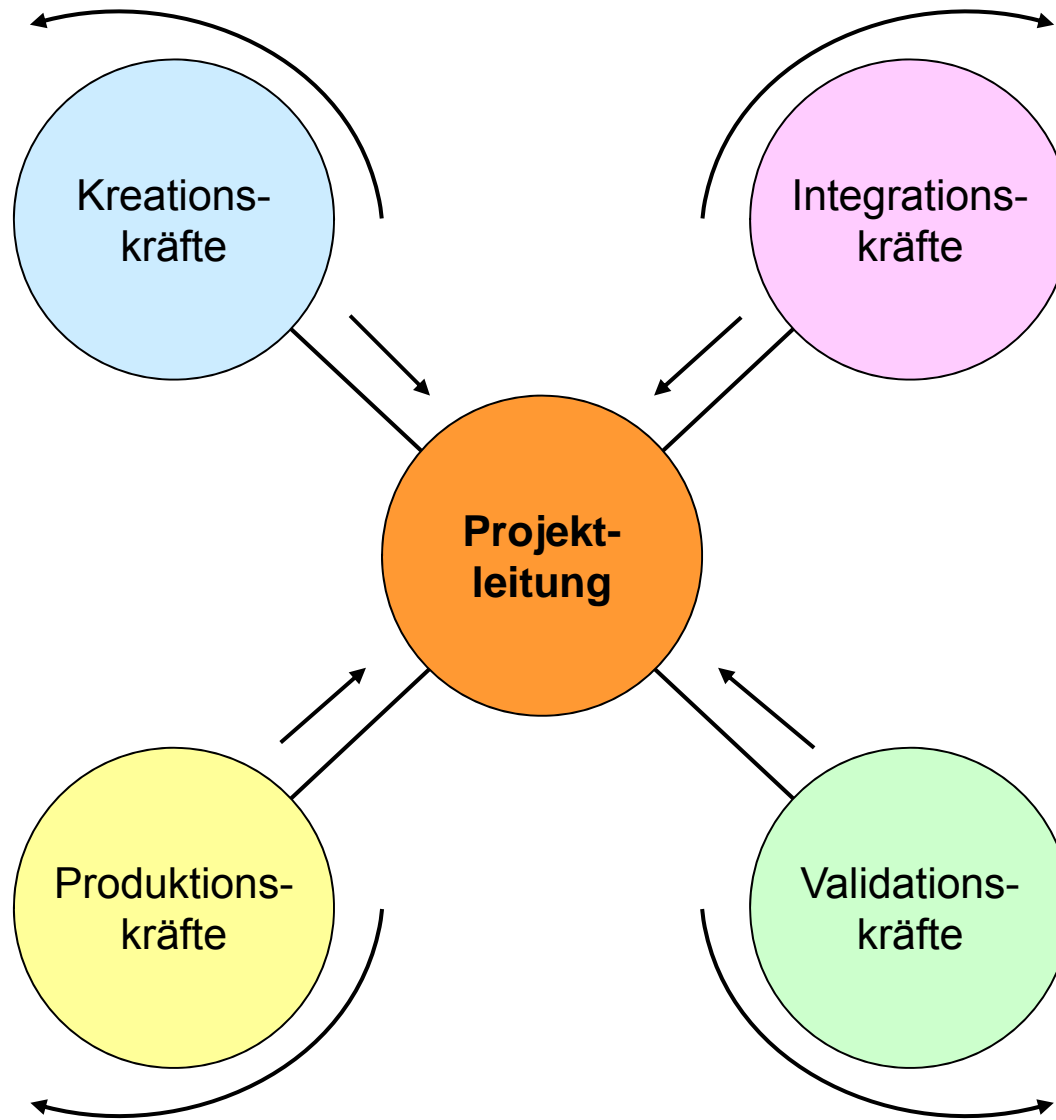 Kreations-
kräfte
Integrations-
kräfte
Projekt-
leitung
Produktions-
kräfte
Validations-
kräfte